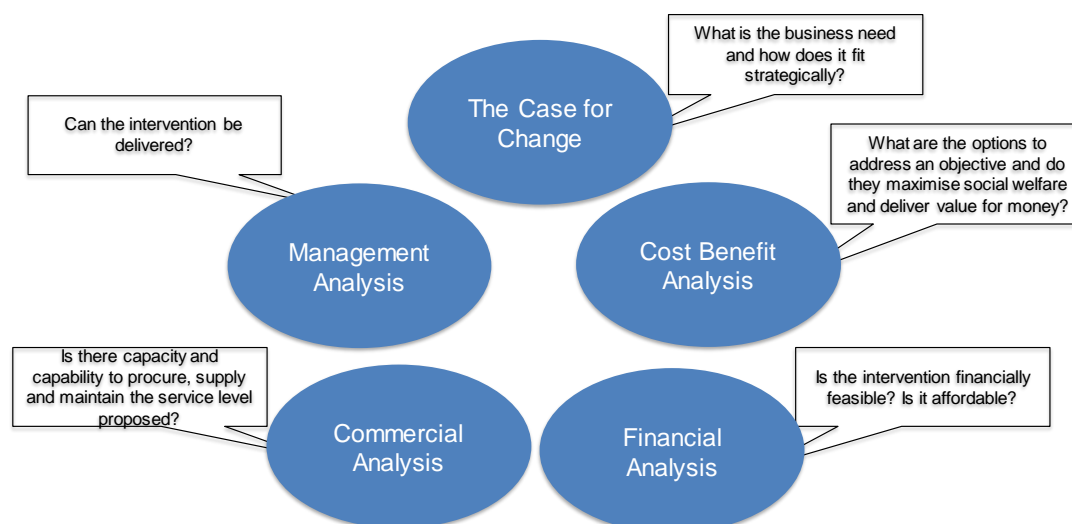 What is the business need
and how does it fit
strategically?
The Case for
Change
Can the intervention be
delivered?
What are the options to
address an objective and do
they maximise social welfare
and deliver value for money?
Management
Analysis
Cost Benefit
Analysis
Is there capacity and
capability to procure, supply
and maintain the service level
proposed?
Is the intervention financially
feasible? Is it affordable?
Commercial
Analysis
Financial
Analysis